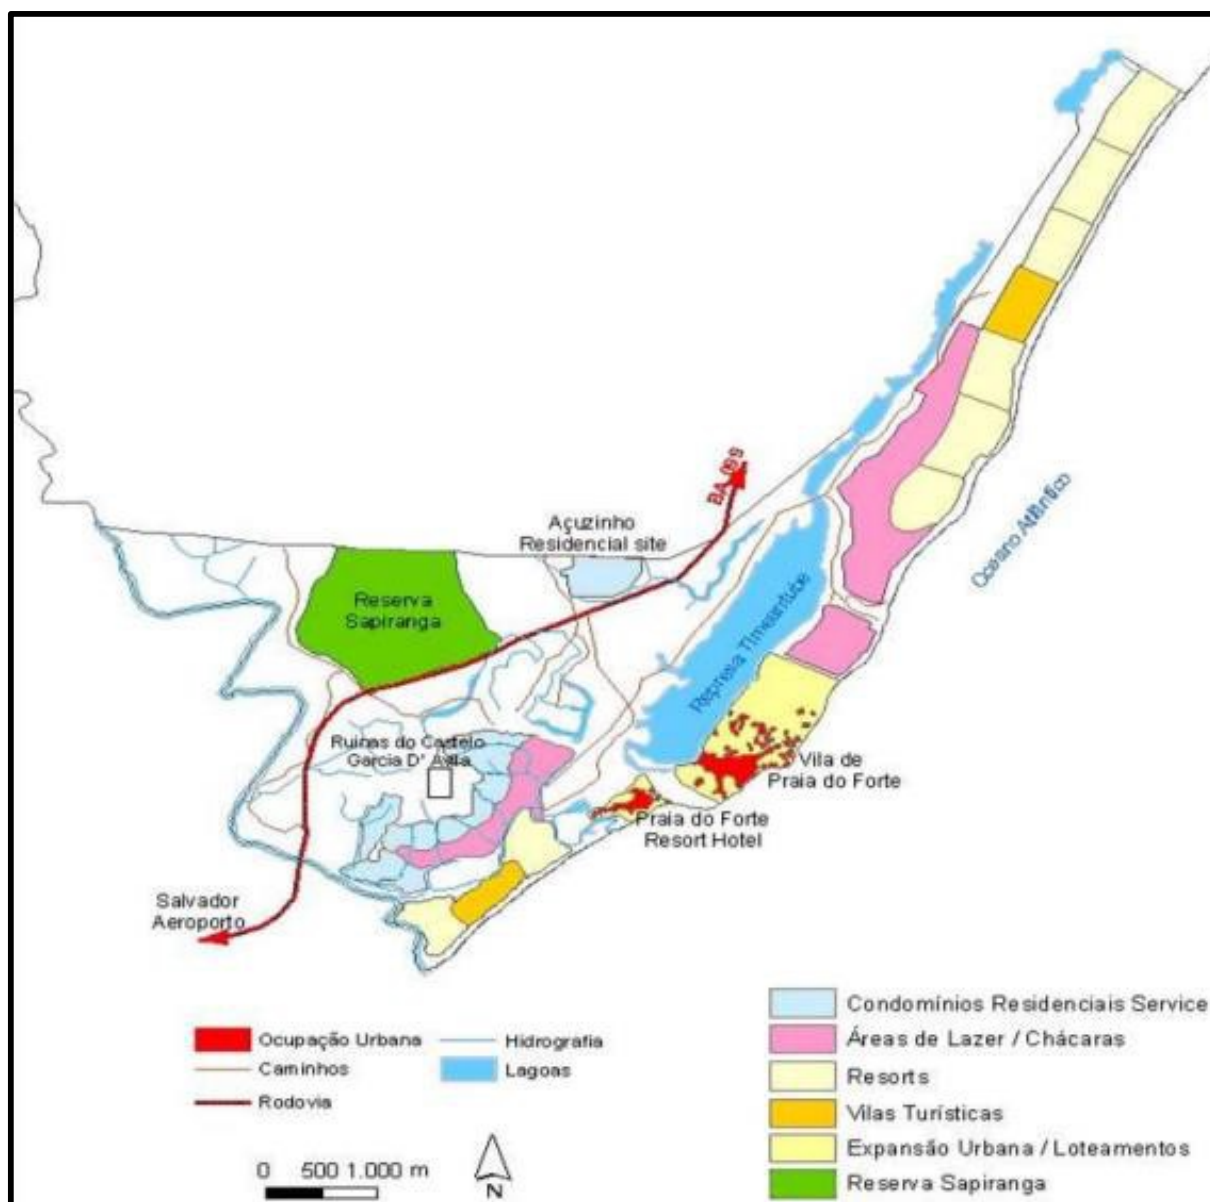 BA 099
Açuzinho
Residencial site
Reserva
Sapiranga
Oceano Atlântico
Represa Timeantube
Ruinas do Castelo
Garcia D' Avila
Vila de
Praia do Forte
Praia do Forte
Resort Hotel
Salvador
Aeroporto
Ocupação Urbana
Caminhos
Rodovia
Hidrografia
Lagoas
0 500 1.000 m
N
Condomínios Residenciais Service
Áreas de Lazer / Chácaras
Resorts
Vilas Turísticas
Expansão Urbana / Loteamentos
Reserva Sapiranga